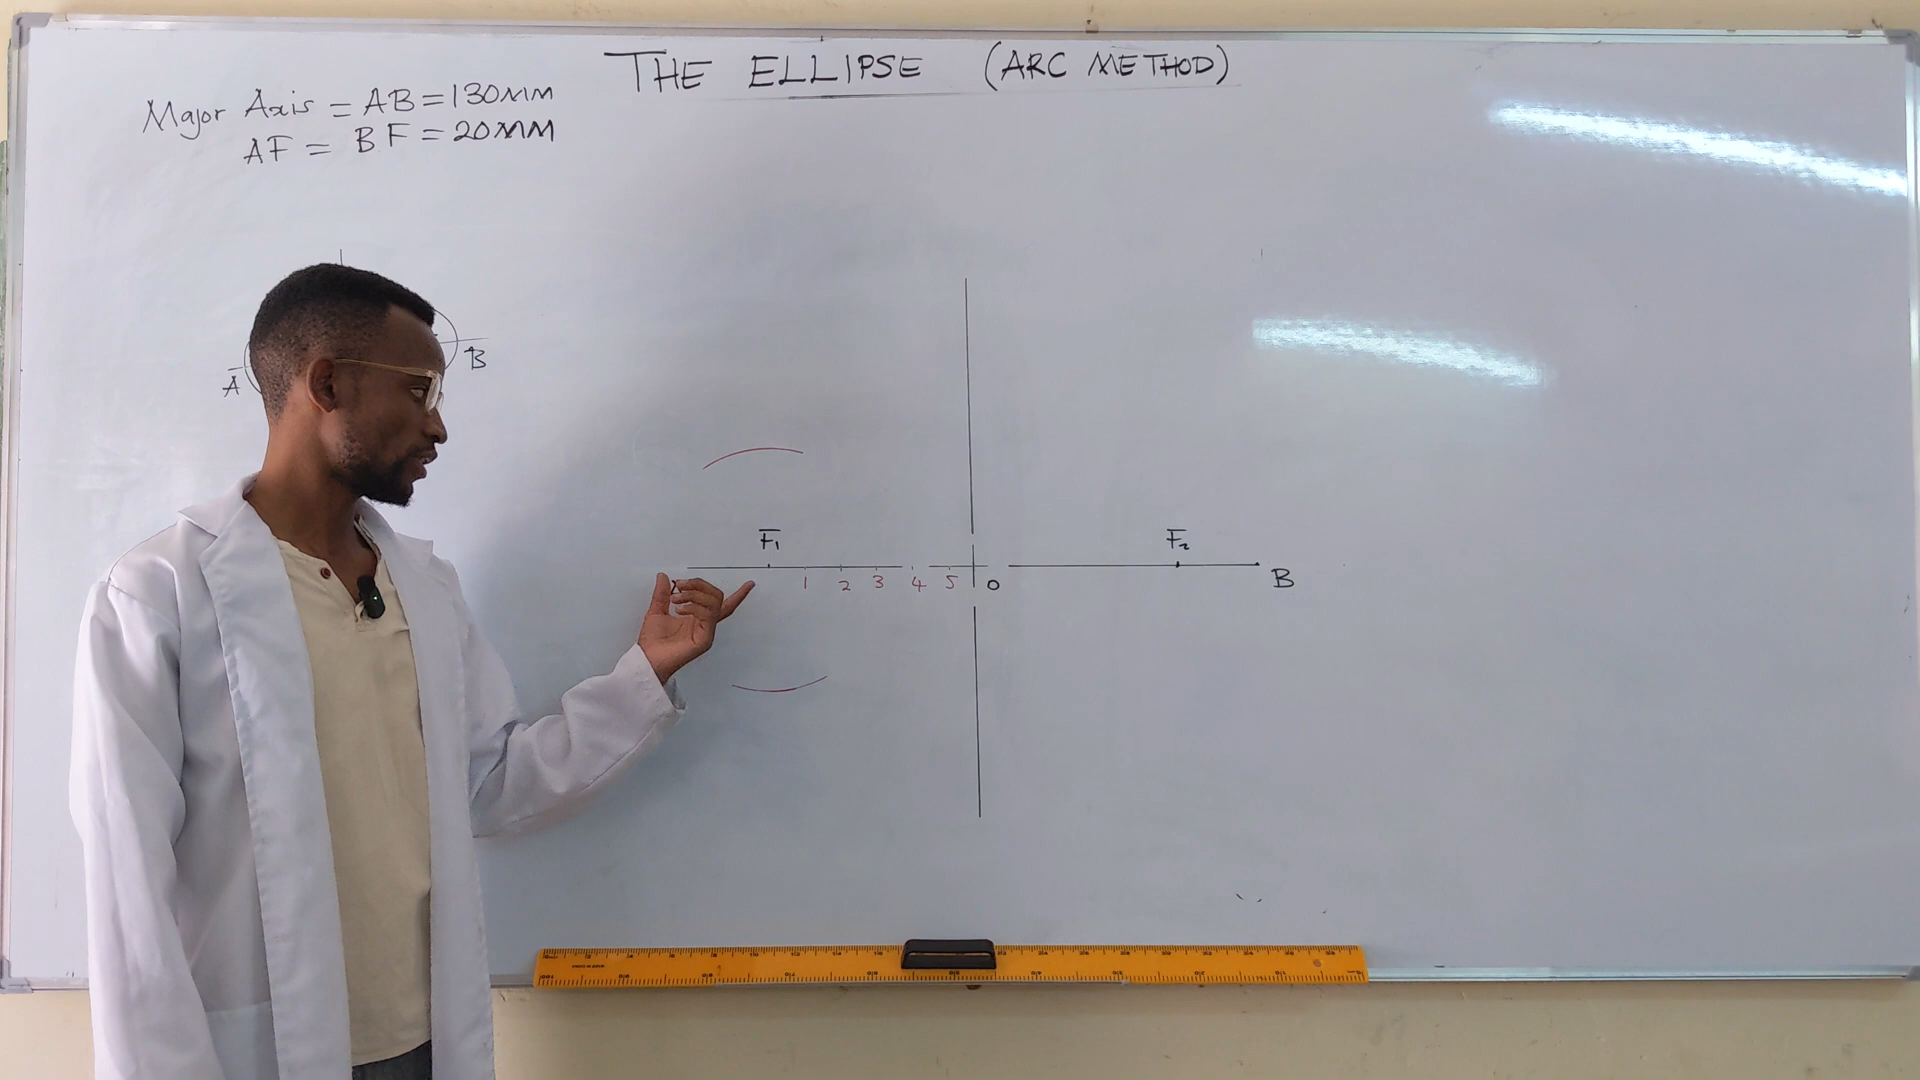 THE ELLIPSE (ARC METHOD)
Major Axis = AB = 130MM
AF = BF = 20MM
A
B
F₁
F₂
1 2 3 4 5 O
B